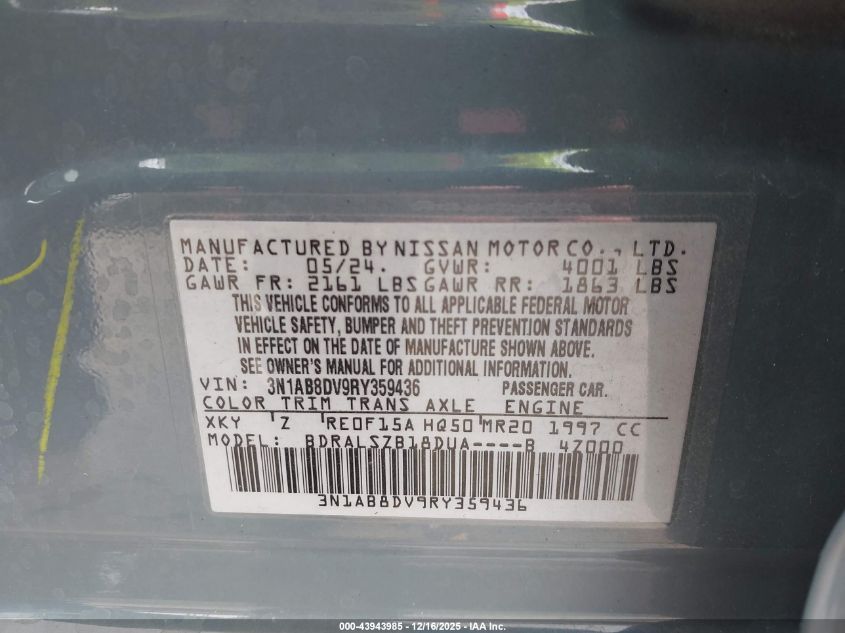 MANUFACTURED BY NISSAN MOTOR CO., LTD.
DATE: 05/24. GVWR: 4001 LBS
GAWR FR: 2161 LBS GAWR RR: 1863 LBS
THIS VEHICLE CONFORMS TO ALL APPLICABLE FEDERAL MOTOR
VEHICLE SAFETY, BUMPER AND THEFT PREVENTION STANDARDS
IN EFFECT ON THE DATE OF MANUFACTURE SHOWN ABOVE.
SEE OWNER'S MANUAL FOR ADDITIONAL INFORMATION.
VIN: 3N1AB8DV9RY359436 PASSENGER CAR.
COLOR TRIM TRANS AXLE ENGINE
XKY Z RE0F15A HQ50 MR20 1997 CC
MODEL: BDRALSZB18DUA----B 4Z000
3N1AB8DV9RY359436
000-43943985 - 12/16/2025 - IAA Inc.